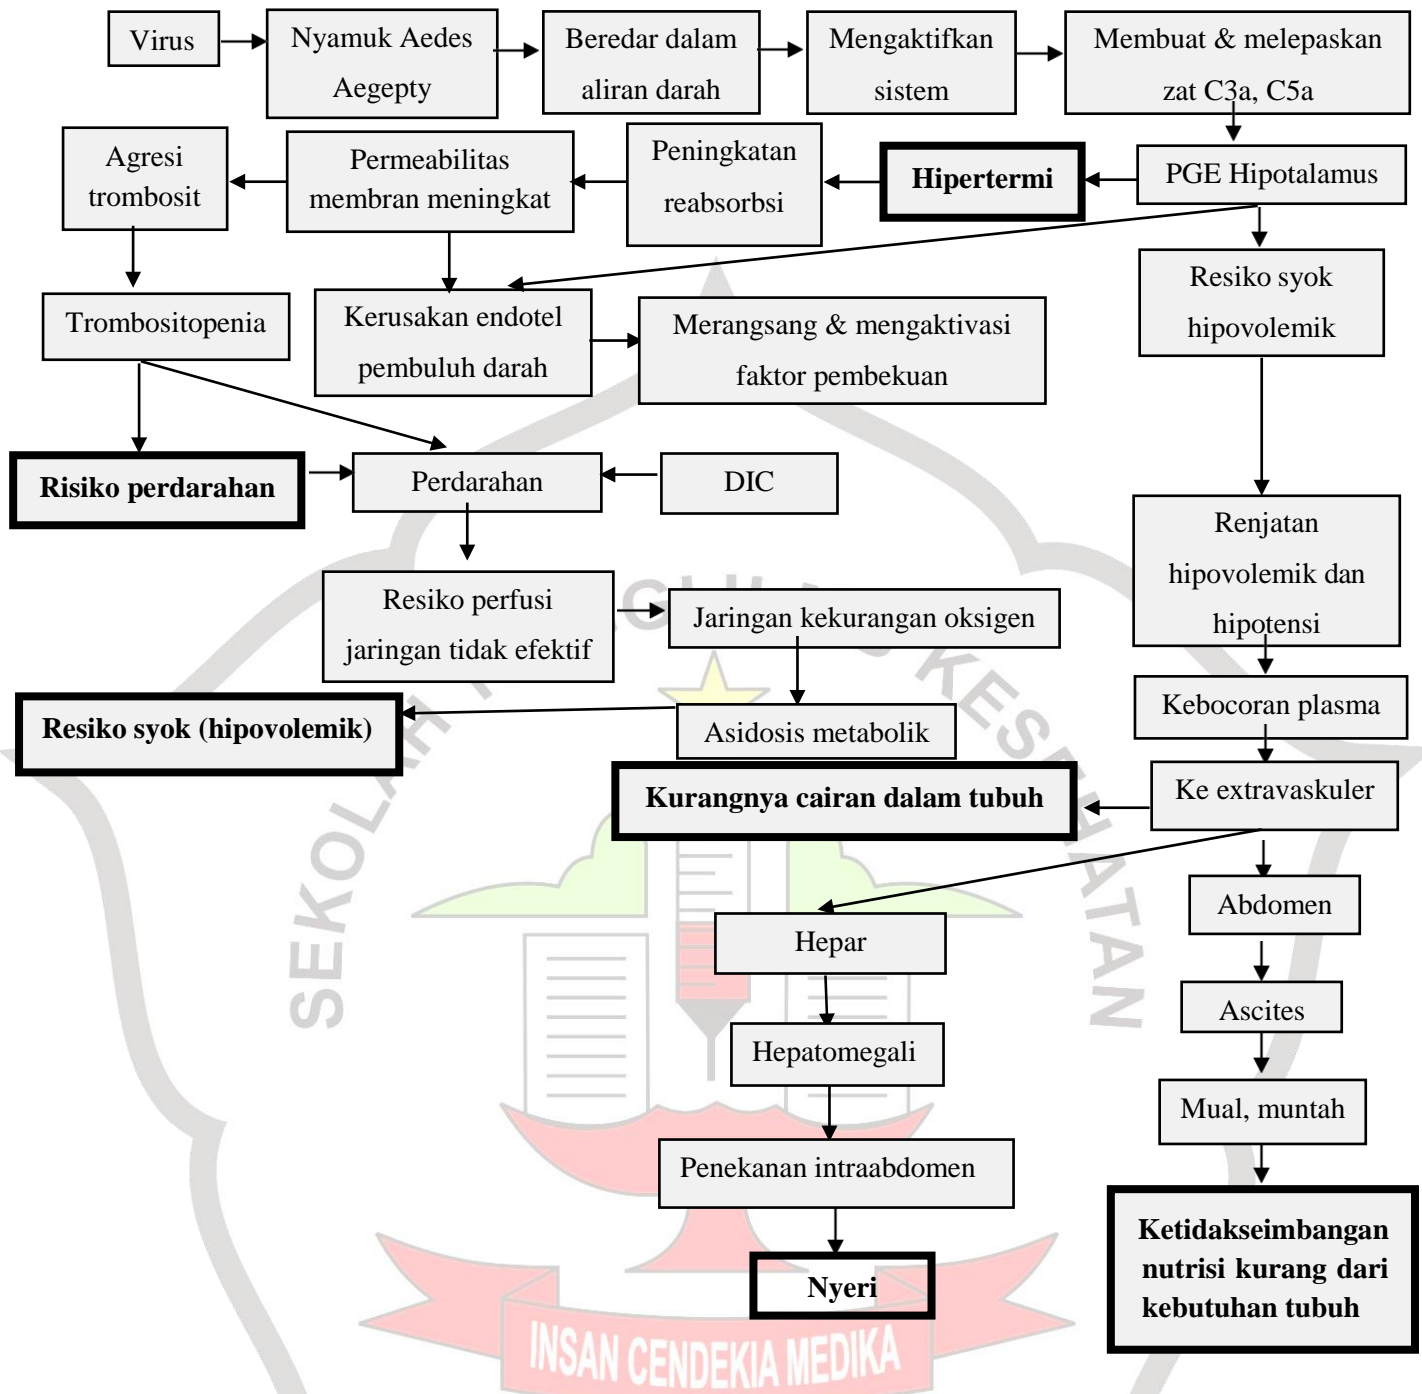 Virus
Nyamuk Aedes
Aegepty
Beredar dalam
aliran darah
Mengaktifkan
sistem
Membuat & melepaskan
zat C3a, C5a
Agresi
trombosit
Permeabilitas
membran meningkat
Peningkatan
reabsorbsi
Hipertermi
PGE Hipotalamus
Trombositopenia
Kerusakan endotel
pembuluh darah
Merangsang & mengaktivasi
faktor pembekuan
Resiko syok
hipovolemik
Risiko perdarahan
Perdarahan
DIC
Renjatan
hipovolemik dan
hipotensi
Resiko perfusi
jaringan tidak efektif
Jaringan kekurangan oksigen
Resiko syok (hipovolemik)
Asidosis metabolik
Kebocoran plasma
Kurangnya cairan dalam tubuh
Ke extravaskuler
Hepar
Abdomen
Hepatomegali
Ascites
Penekanan intraabdomen
Mual, muntah
Nyeri
Ketidakseimbangan
nutrisi kurang dari
kebutuhan tubuh
SEKOLAH KESEHATAN
INSAN CENDEKIA MEDIKA